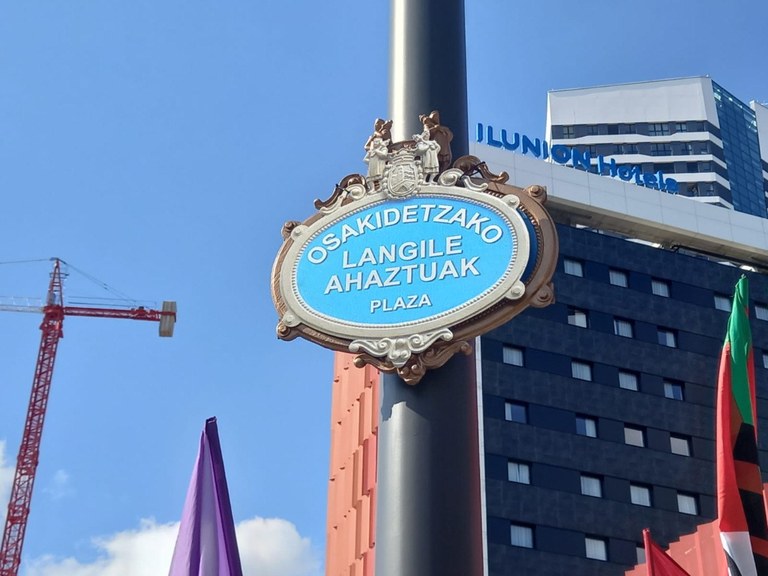 ILUNION Hotels
OSAKIDETZAKO
LANGILE
AHAZTUAK
PLAZA